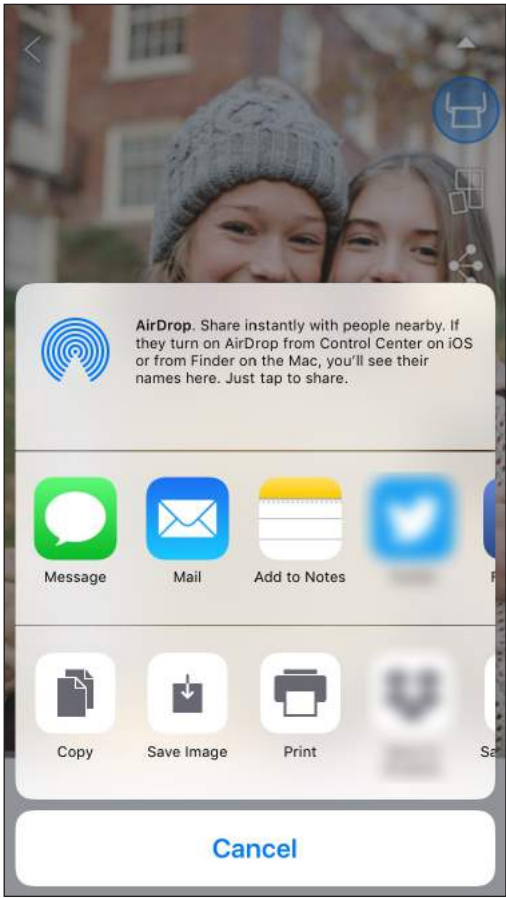 AirDrop. Share instantly with people nearby. If
they turn on AirDrop from Control Center on iOS
or from Finder on the Mac, you'll see their
names here. Just tap to share.
Message Mail Add to Notes
Copy Save Image Print
Cancel